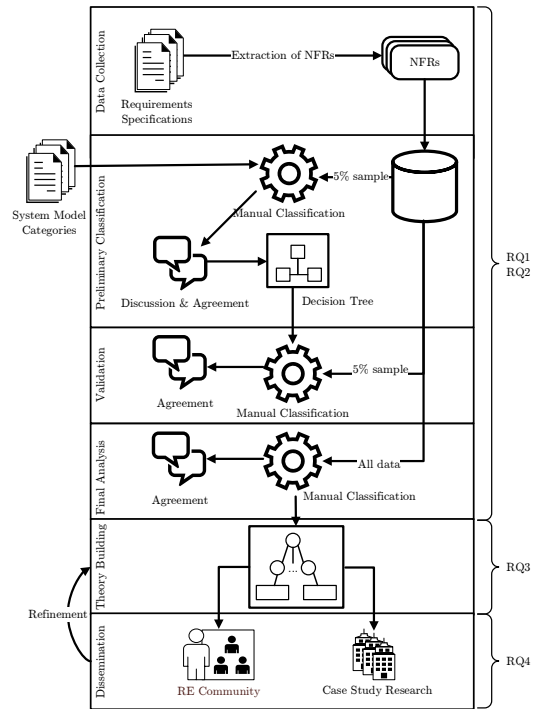 Data Collection
Extraction of NFRs
NFRs
Requirements
Specifications
Preliminary Classification
System Model
Categories
5% sample
Manual Classification
Discussion & Agreement
Decision Tree
RQ1
RQ2
Validation
5% sample
Agreement
Manual Classification
Final Analysis
All data
Agreement
Manual Classification
Theory Building
...
RQ3
Refinement
Dissemination
RE Community
Case Study Research
RQ4